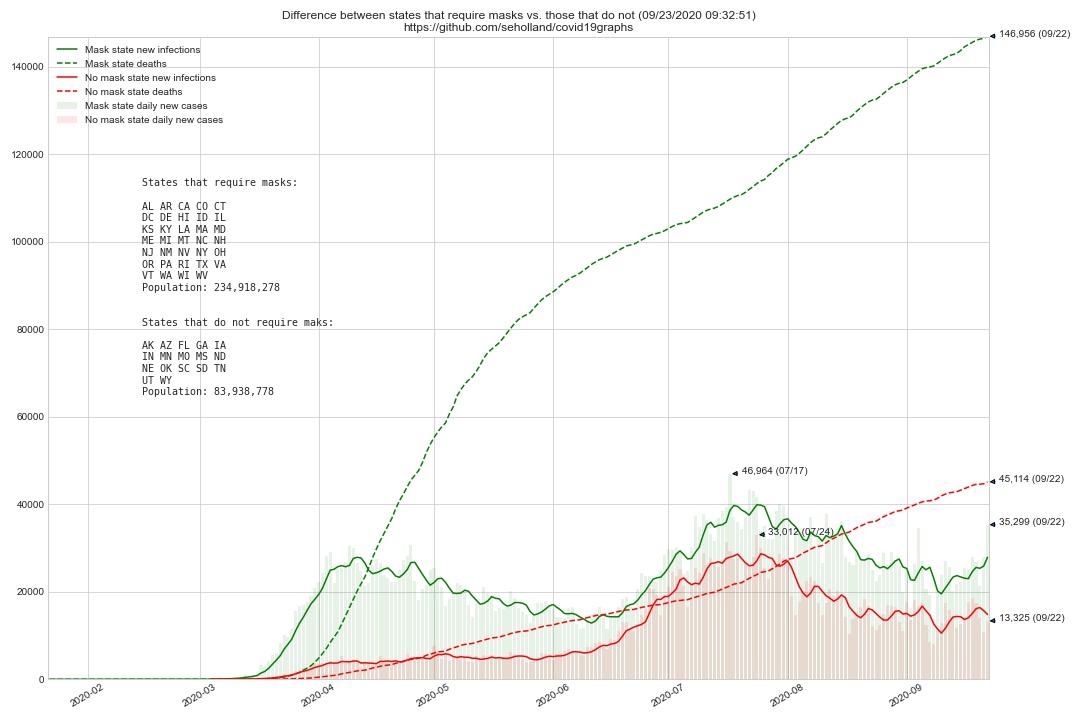 Difference between states that require masks vs. those that do not (09/23/2020 09:32:51)
https://github.com/seholland/covid19graphs
146,956 (09/22)
Mask state new infections
Mask state deaths
No mask state new infections
No mask state deaths
Mask state daily new cases
No mask state daily new cases
140000
120000
100000
80000
60000
40000
20000
0
States that require masks:
AL AR CA CO CT
DC DE HI ID IL
KS KY LA MA MD
ME MI MT NC NH
NJ NM NV NY OH
OR PA RI TX VA
VT WA WI WV
Population: 234,918,278
States that do not require maks:
AK AZ FL GA IA
IN MN MO MS ND
NE OK SC SD TN
UT WY
Population: 83,938,778
46,964 (07/17)
33,012 (07/24)
45,114 (09/22)
35,299 (09/22)
13,325 (09/22)
2020-02
2020-03
2020-04
2020-05
2020-06
2020-07
2020-08
2020-09